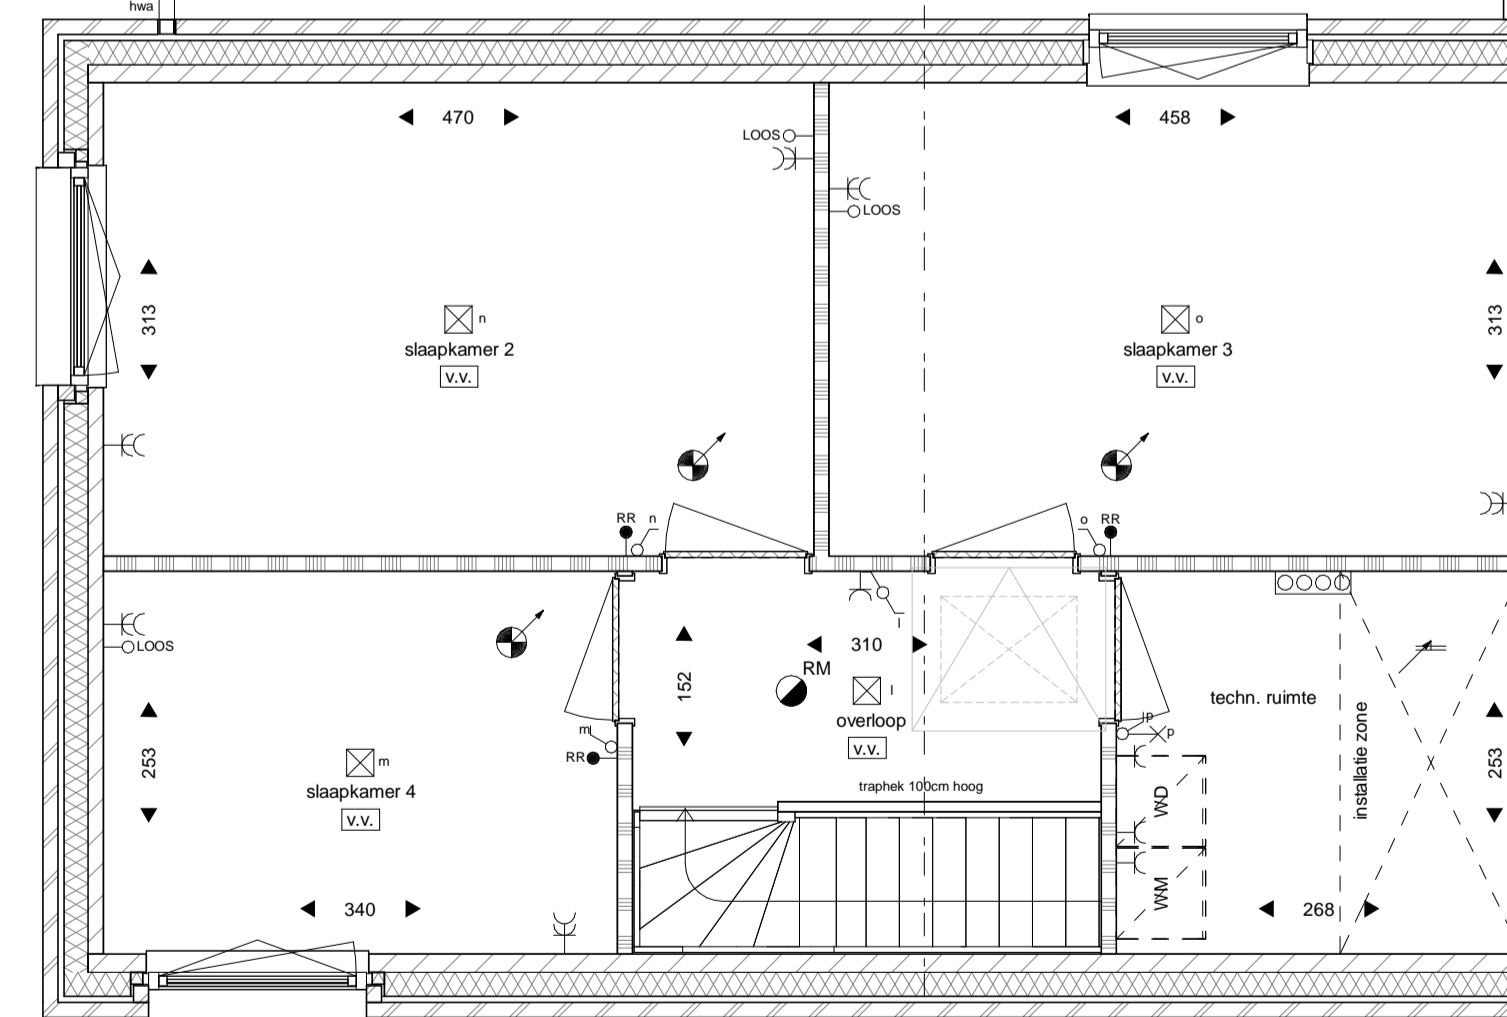 hwa
470
458
LOOS
LOOS
313
313
n
slaapkamer 2
v.v.
o
slaapkamer 3
v.v.
RR n
o RR
LOOS
l
310
152
RM
l
overloop
v.v.
p
p
techn. ruimte
installatie zone
m
RR
253
253
m
slaapkamer 4
v.v.
traphek 100cm hoog
WD
WM
340
268